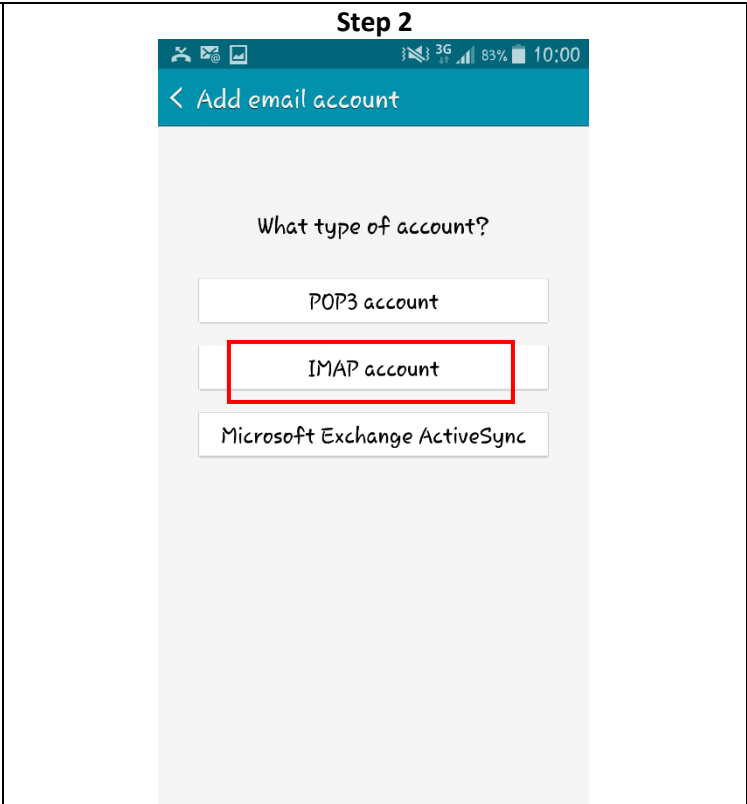 Step 2
3G 83% 10:00
< Add email account
What type of account?
POP3 account
IMAP account
Microsoft Exchange ActiveSync